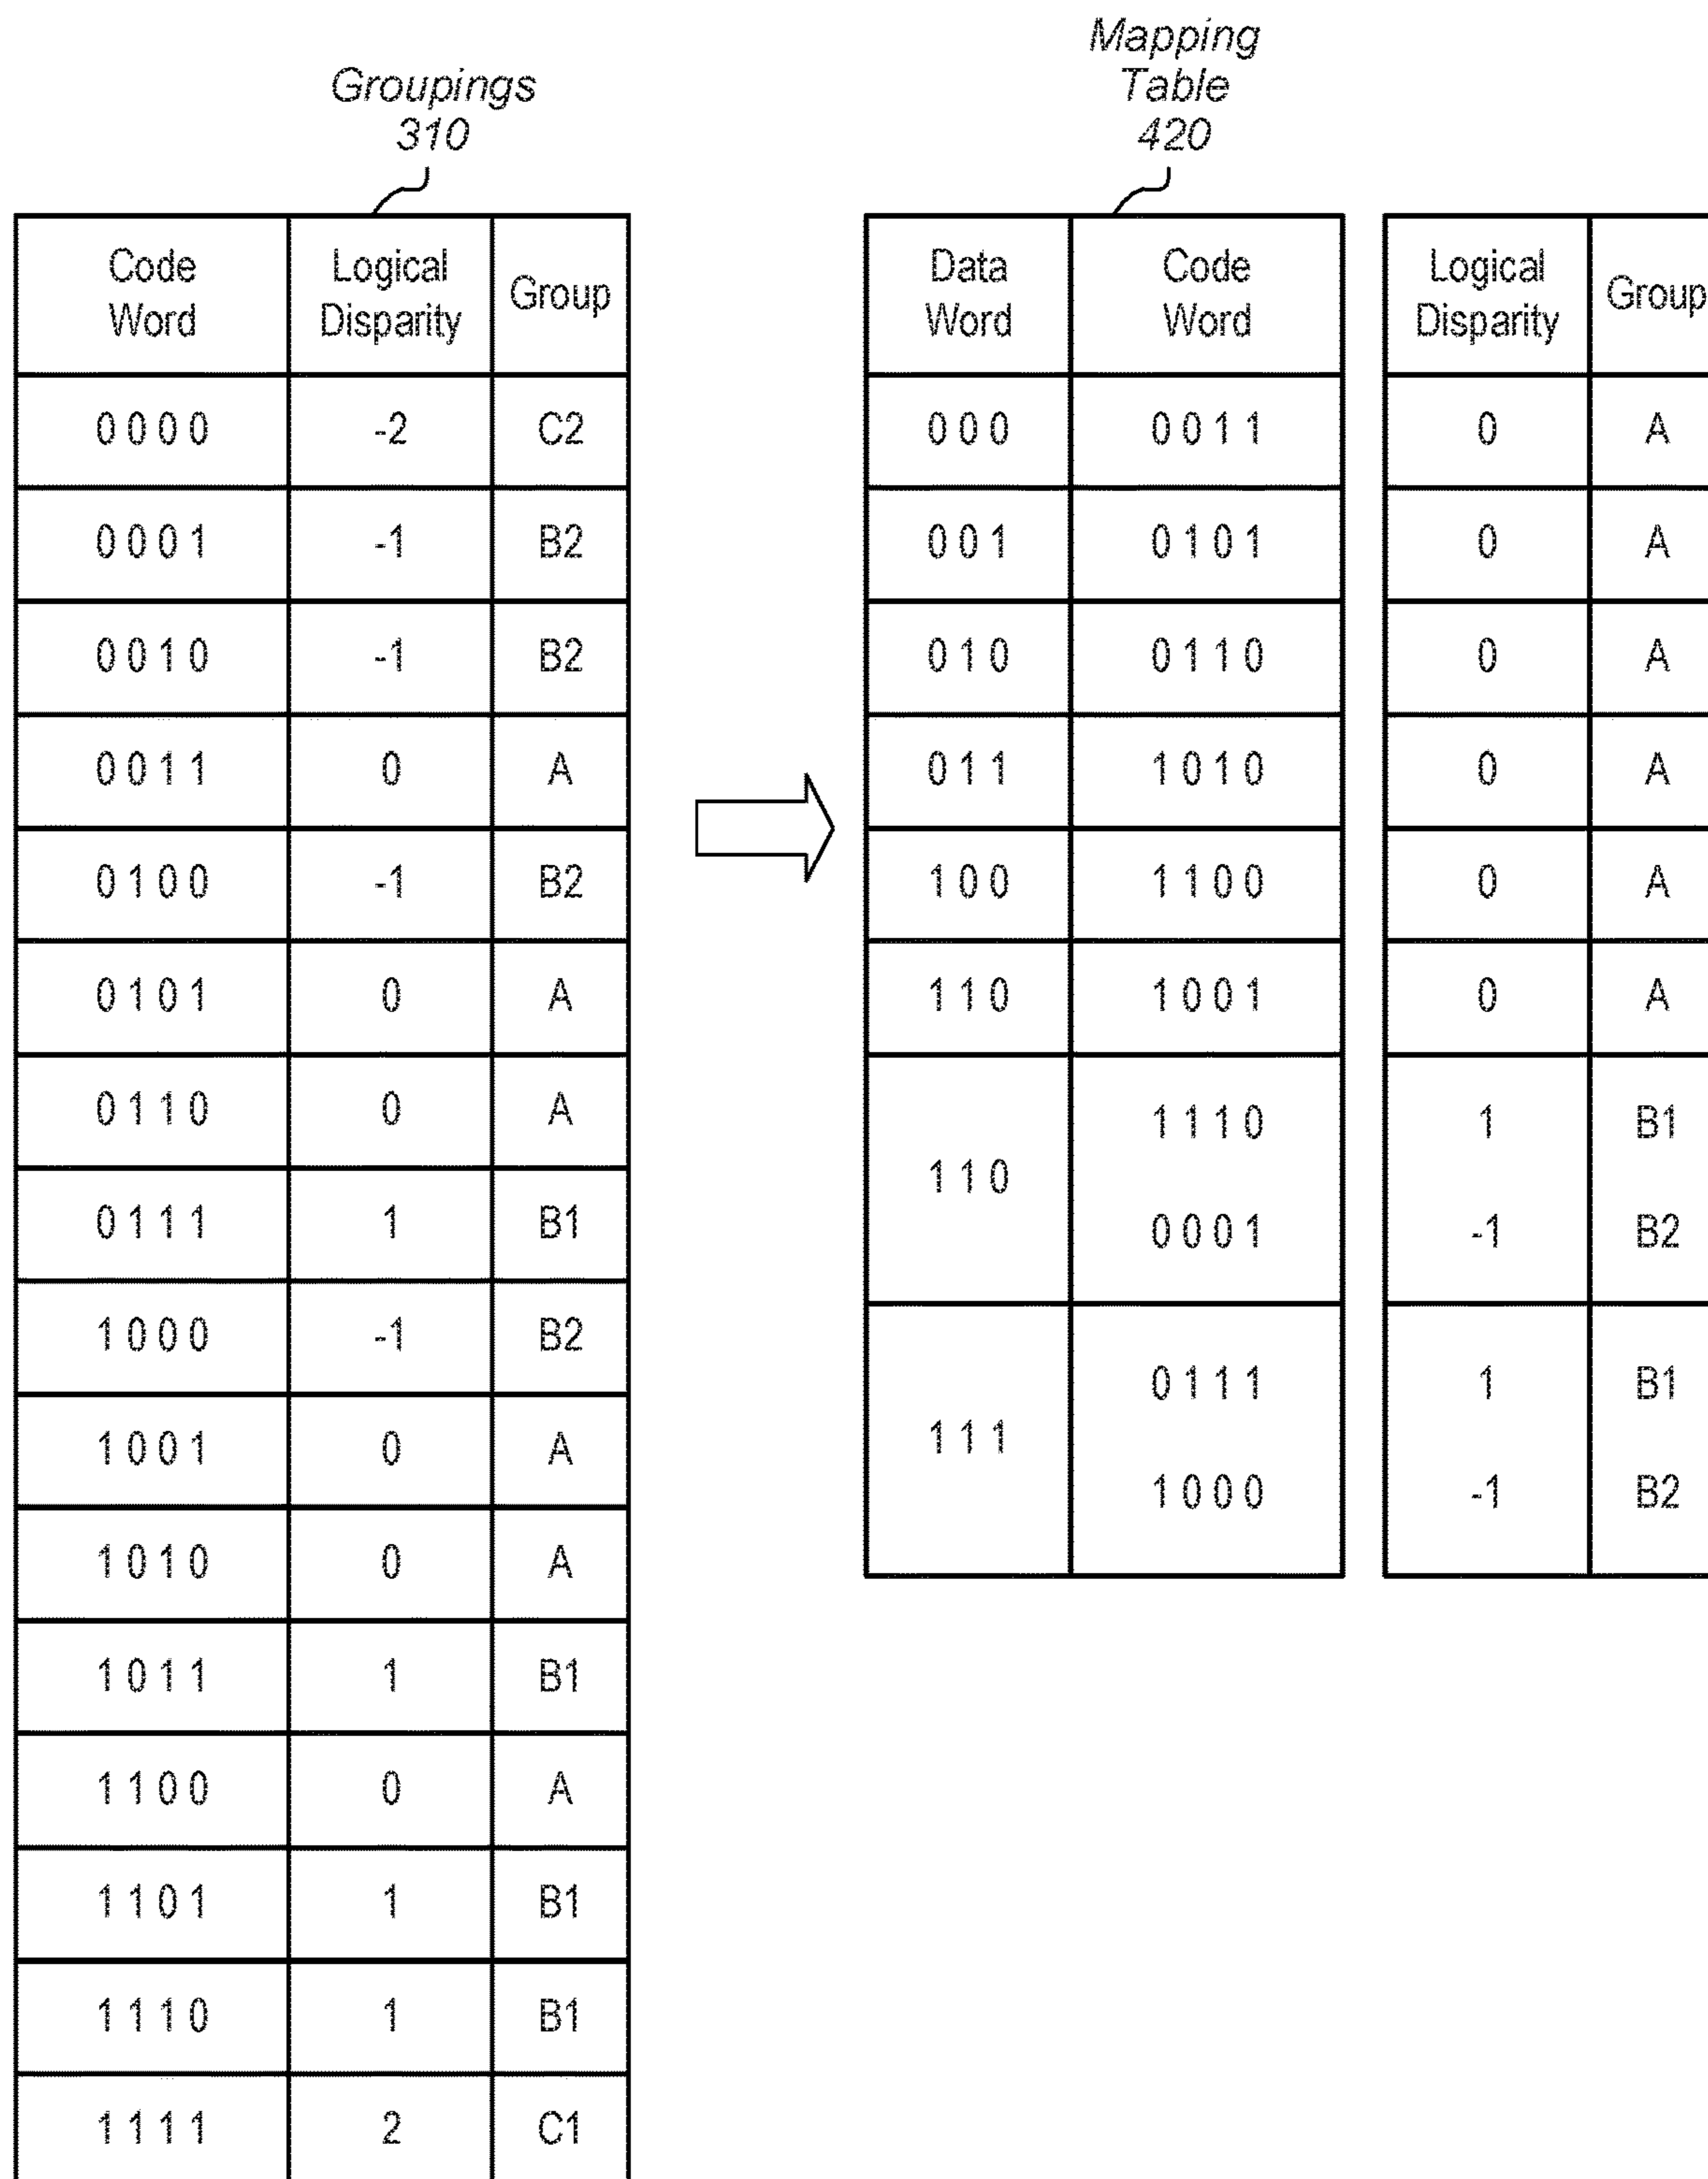 Groupings
310
Code Word Logical Disparity Group
0 0 0 0 -2 C2
0 0 0 1 -1 B2
0 0 1 0 -1 B2
0 0 1 1 0 A
0 1 0 0 -1 B2
0 1 0 1 0 A
0 1 1 0 0 A
0 1 1 1 1 B1
1 0 0 0 -1 B2
1 0 0 1 0 A
1 0 1 0 0 A
1 0 1 1 1 B1
1 1 0 0 0 A
1 1 0 1 1 B1
1 1 1 0 1 B1
1 1 1 1 2 C1
Mapping
Table
420
Data Word Code Word Logical Disparity Group
0 0 0 0 0 1 1 0 A
0 0 1 0 1 0 1 0 A
0 1 0 0 1 1 0 0 A
0 1 1 1 0 1 0 0 A
1 0 0 1 1 0 0 0 A
1 1 0 1 0 0 1 0 A
1 1 0 1 1 1 0 1 B1
0 0 0 1 -1 B2
1 1 1 0 1 1 1 1 B1
1 0 0 0 -1 B2